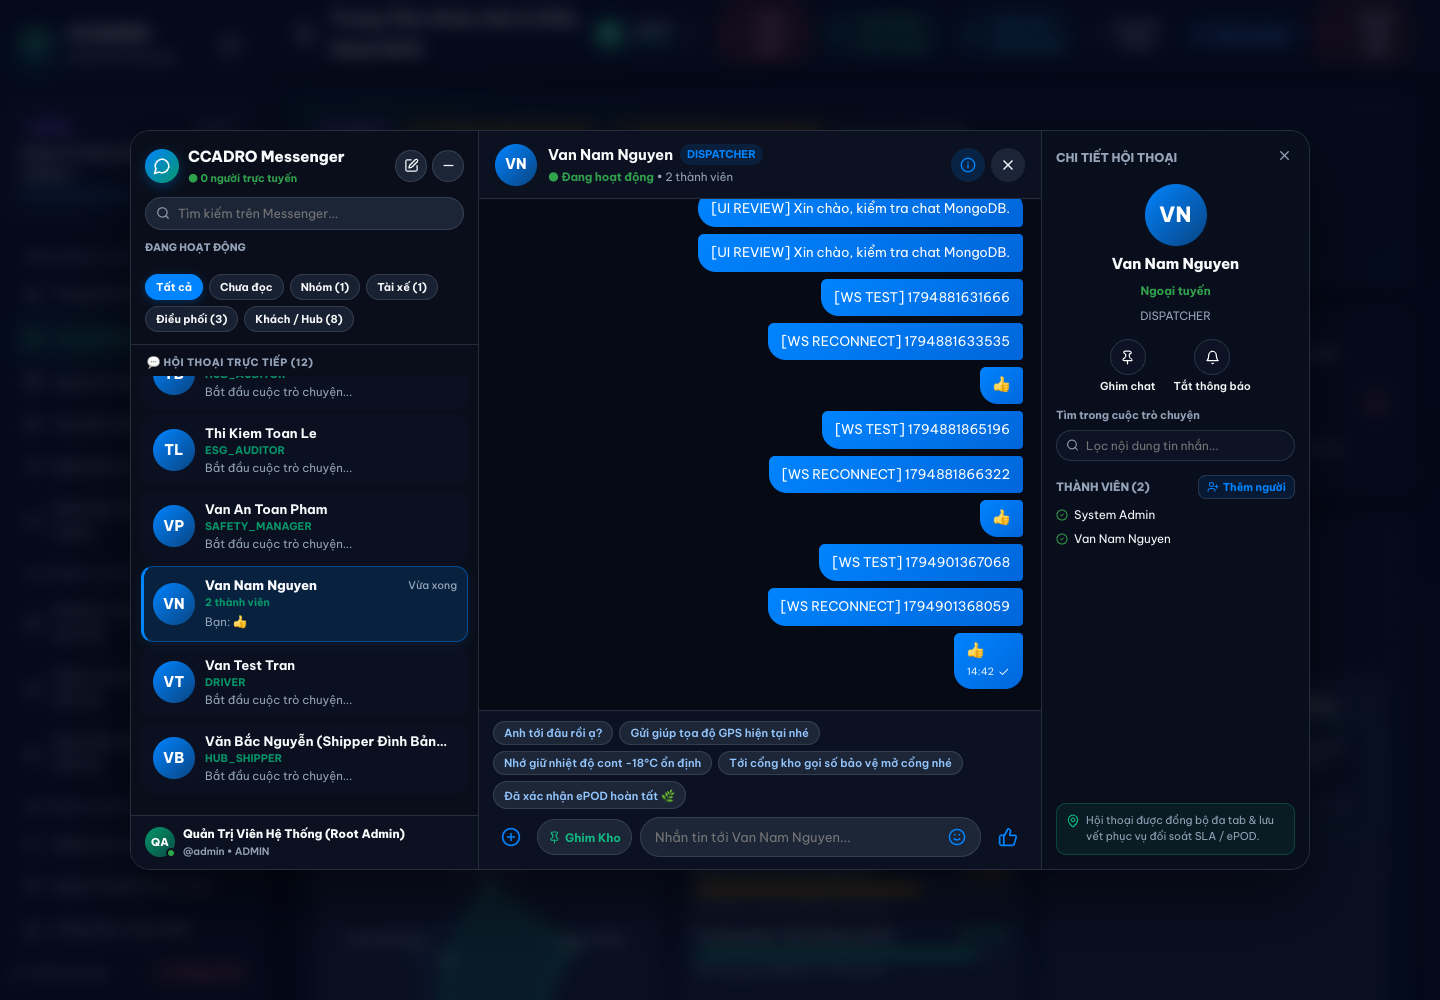 CCADRO Messenger
0 người trực tuyến
Tìm kiếm trên Messenger...
ĐANG HOẠT ĐỘNG
Tất cả
Chưa đọc
Nhóm (1)
Tài xế (1)
Điều phối (3)
Khách / Hub (8)
💬 HỘI THOẠI TRỰC TIẾP (12)
Bắt đầu cuộc trò chuyện...
TL
Thi Kiem Toan Le
ESG_AUDITOR
Bắt đầu cuộc trò chuyện...
VP
Van An Toan Pham
SAFETY_MANAGER
Bắt đầu cuộc trò chuyện...
VN
Van Nam Nguyen
Vừa xong
2 thành viên
Bạn: 👍
VT
Van Test Tran
DRIVER
Bắt đầu cuộc trò chuyện...
VB
Văn Bắc Nguyễn (Shipper Đình Bản...
HUB_SHIPPER
Bắt đầu cuộc trò chuyện...
QA
Quản Trị Viên Hệ Thống (Root Admin)
@admin • ADMIN
VN
Van Nam Nguyen DISPATCHER
Đang hoạt động • 2 thành viên
[UI REVIEW] Xin chào, kiểm tra chat MongoDB.
[UI REVIEW] Xin chào, kiểm tra chat MongoDB.
[WS TEST] 1794881631666
[WS RECONNECT] 1794881633535
👍
[WS TEST] 1794881865196
[WS RECONNECT] 1794881866322
👍
[WS TEST] 1794901367068
[WS RECONNECT] 1794901368059
👍
14:42 ✓
Anh tới đâu rồi ạ?
Gửi giúp tọa độ GPS hiện tại nhé
Nhớ giữ nhiệt độ cont -18°C ổn định
Tới cổng kho gọi số bảo vệ mở cổng nhé
Đã xác nhận ePOD hoàn tất 🌿
Ghim Kho
Nhắn tin tới Van Nam Nguyen...
CHI TIẾT HỘI THOẠI
VN
Van Nam Nguyen
Ngoại tuyến
DISPATCHER
Ghim chat
Tắt thông báo
Tìm trong cuộc trò chuyện
Lọc nội dung tin nhắn...
THÀNH VIÊN (2)
Thêm người
System Admin
Van Nam Nguyen
Hội thoại được đồng bộ đa tab & lưu
vết phục vụ đối soát SLA / ePOD.